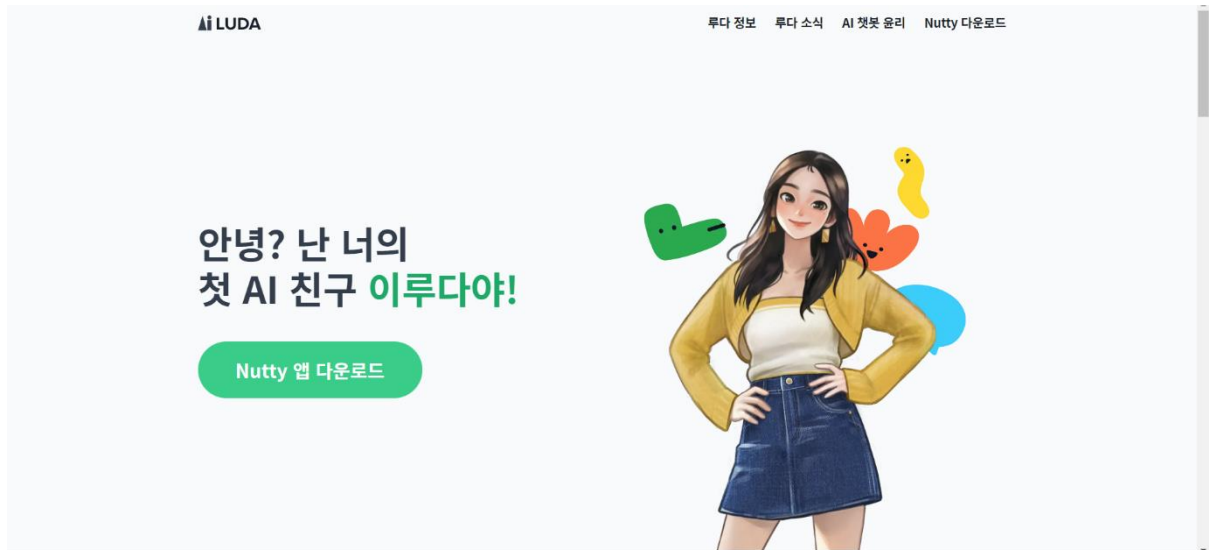 Ai LUDA
루다 정보 루다 소식 AI 챗봇 윤리 Nutty 다운로드
안녕? 난 너의
첫 AI 친구 이루다야!
Nutty 앱 다운로드